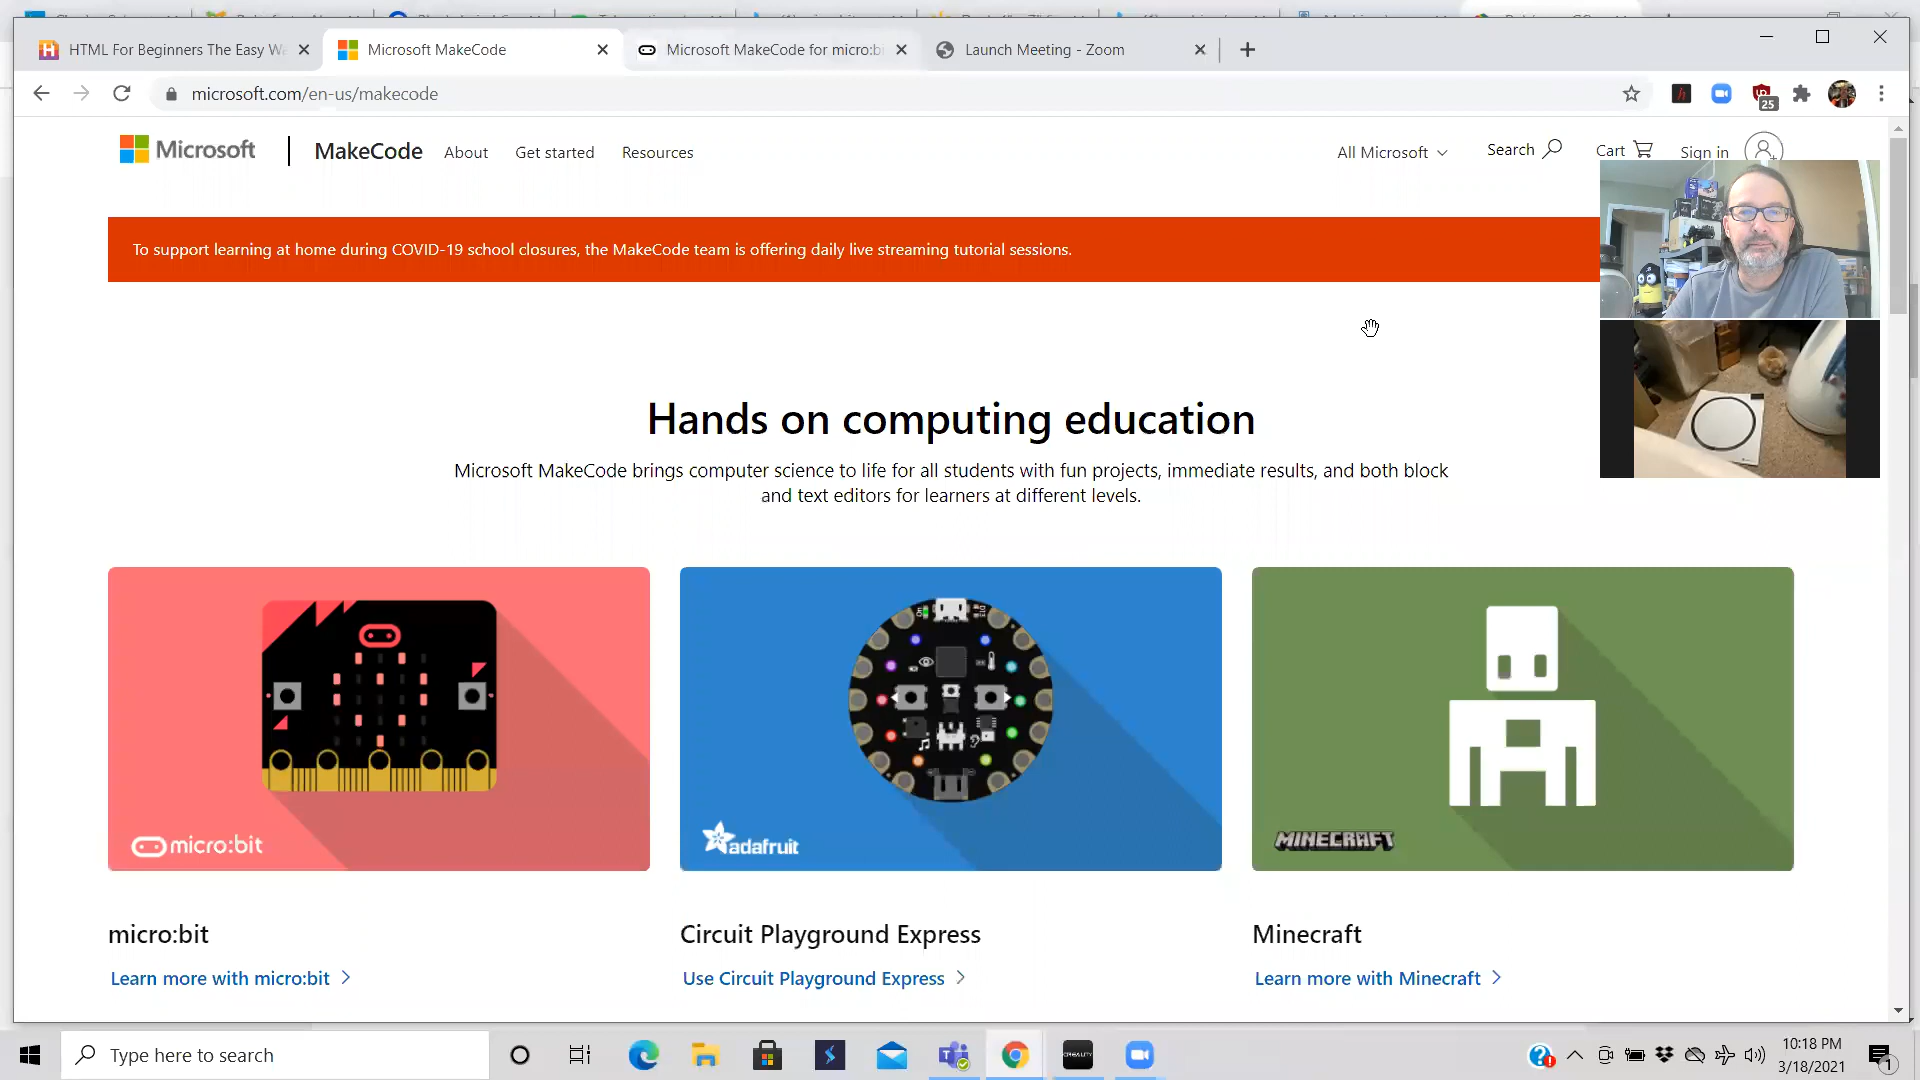 HTML For Beginners The Easy Wa
Microsoft MakeCode
Microsoft MakeCode for micro:bi
Launch Meeting - Zoom
microsoft.com/en-us/makecode
25
Microsoft
MakeCode
About
Get started
Resources
All Microsoft
Search
Cart
Sign in
To support learning at home during COVID-19 school closures, the MakeCode team is offering daily live streaming tutorial sessions.
Hands on computing education
Microsoft MakeCode brings computer science to life for all students with fun projects, immediate results, and both block
and text editors for learners at different levels.
micro:bit
adafruit
MINECRAFT
micro:bit
Circuit Playground Express
Minecraft
Learn more with micro:bit
Use Circuit Playground Express
Learn more with Minecraft
Type here to search
CREALITY
10:18 PM
3/18/2021
1